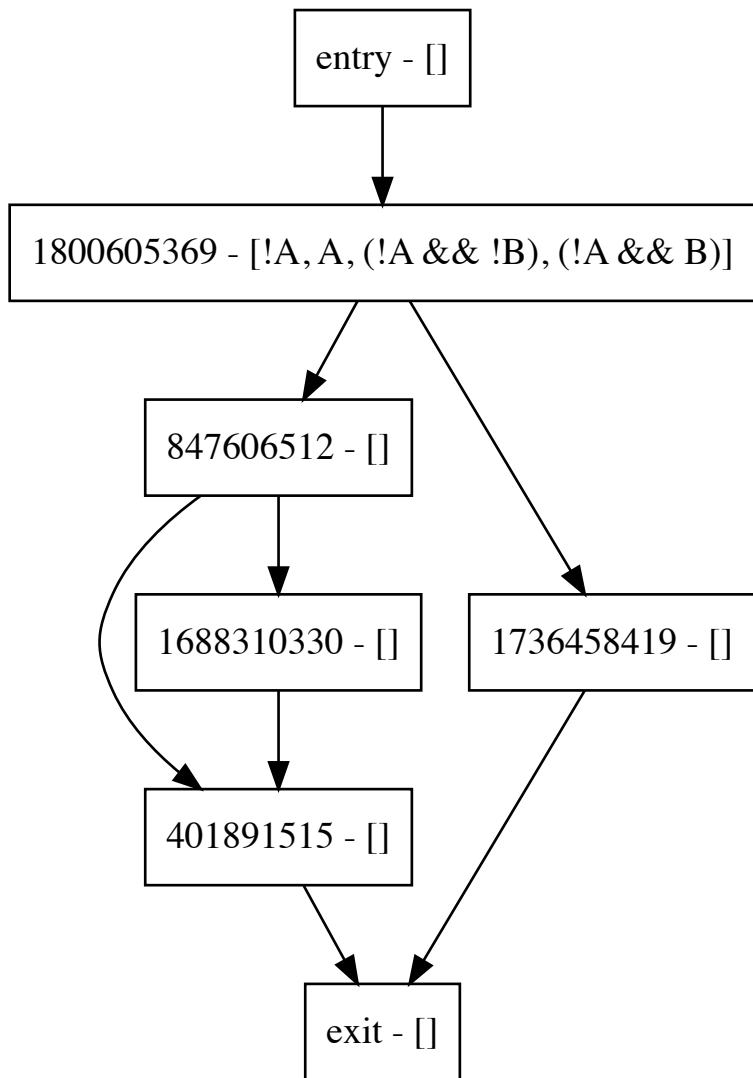 entry - []
1800605369 - [!A, A, (!A && !B), (!A && B)]
847606512 - []
1688310330 - []
1736458419 - []
401891515 - []
exit - []